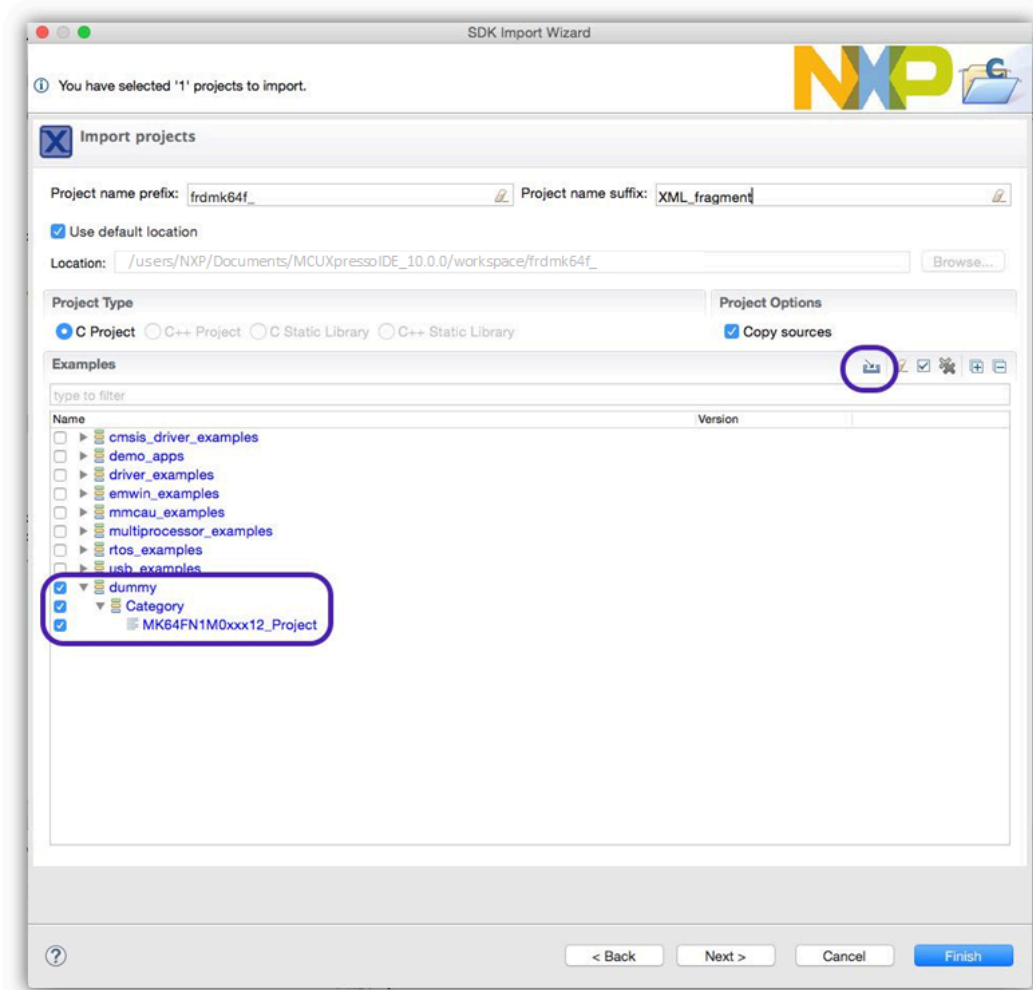 SDK Import Wizard
You have selected '1' projects to import.
NXP
C
X Import projects
Project name prefix: frdmk64f_ Project name suffix: XML_fragment
Use default location
Location: /users/NXP/Documents/MCUXpressoIDE_10.0.0/workspace/frdmk64f_ Browse...
Project Type Project Options
C Project C++ Project C Static Library C++ Static Library Copy sources
Examples
type to filter
Name Version
cmsis_driver_examples
demo_apps
driver_examples
emwin_examples
mmcau_examples
multiprocessor_examples
rtos_examples
usb_examples
dummy
Category
MK64FN1M0xxx12_Project
? < Back Next > Cancel Finish